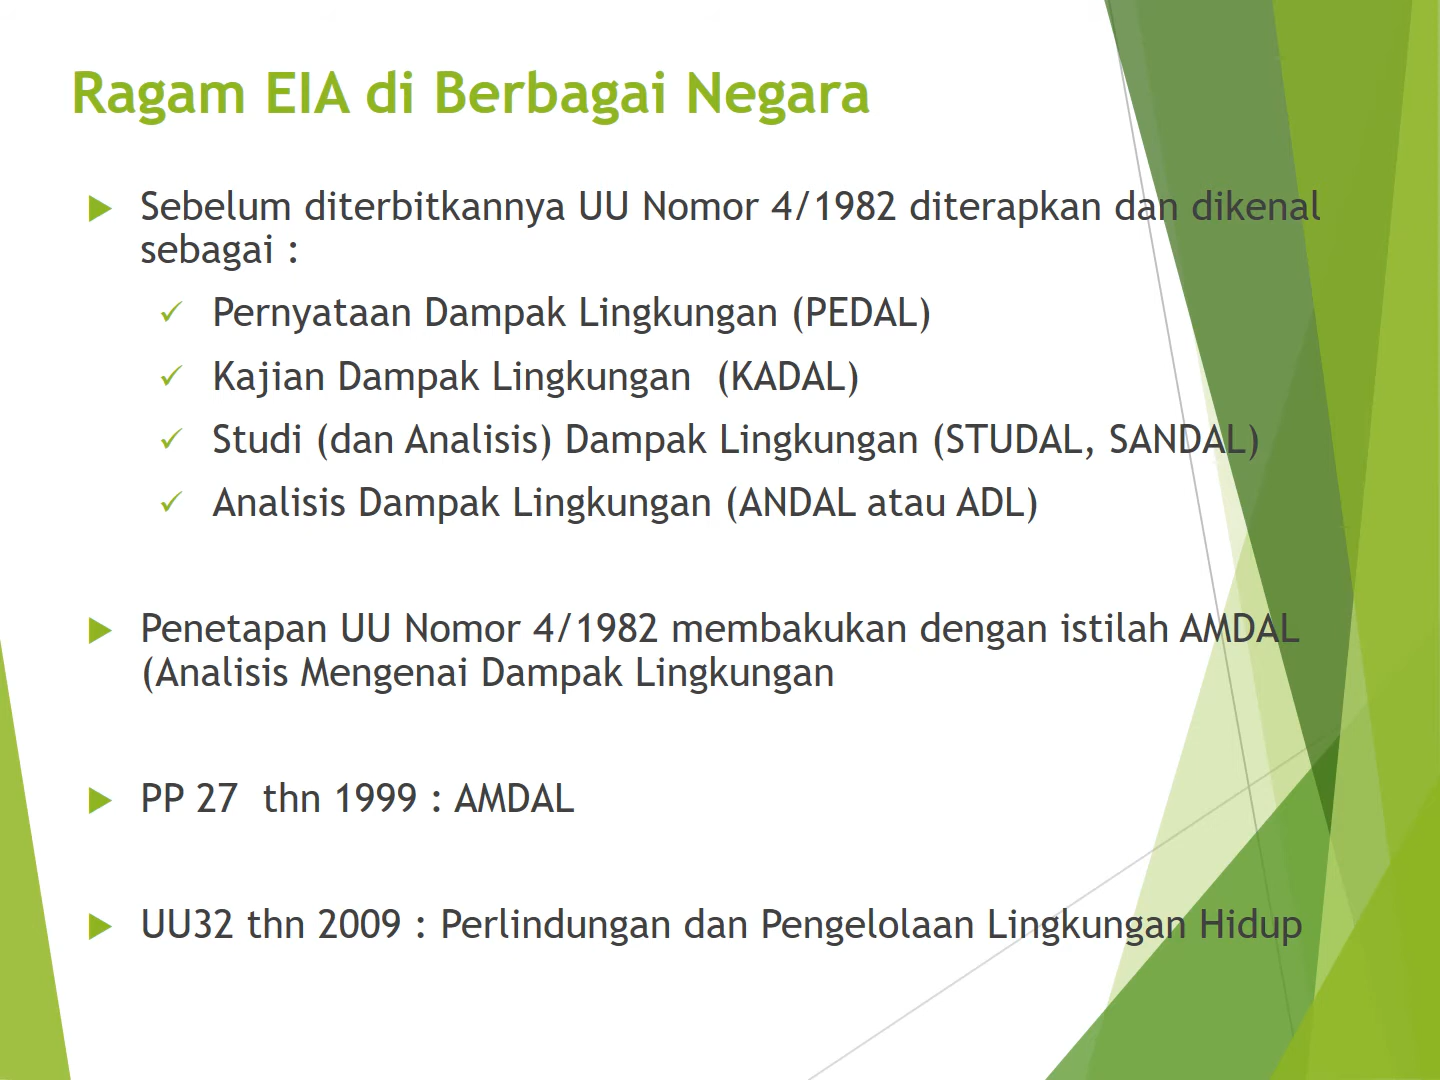 Ragam EIA di Berbagai Negara
Sebelum diterbitkannya UU Nomor 4/1982 diterapkan dan dikenal
sebagai :
Pernyataan Dampak Lingkungan (PEDAL)
Kajian Dampak Lingkungan  (KADAL)
Studi (dan Analisis) Dampak Lingkungan (STUDAL, SANDAL)
Analisis Dampak Lingkungan (ANDAL atau ADL)
Penetapan UU Nomor 4/1982 membakukan dengan istilah AMDAL
(Analisis Mengenai Dampak Lingkungan
PP 27  thn 1999 : AMDAL
UU32 thn 2009 : Perlindungan dan Pengelolaan Lingkungan Hidup